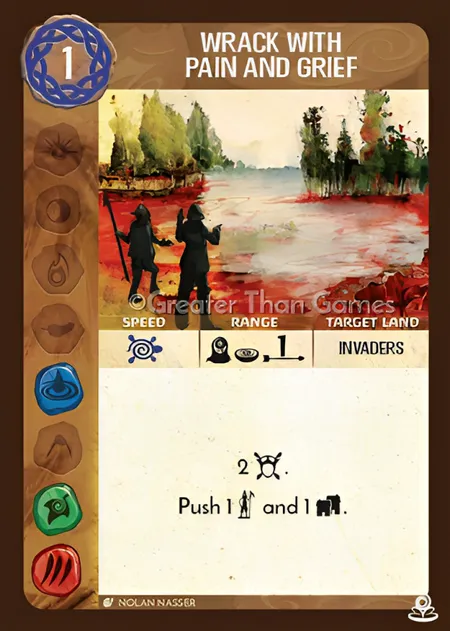 1
WRACK WITH
PAIN AND GRIEF
©Greater Than Games
SPEED RANGE TARGET LAND
1 INVADERS
2 .
Push 1 and 1 .
NOLAN NASSER